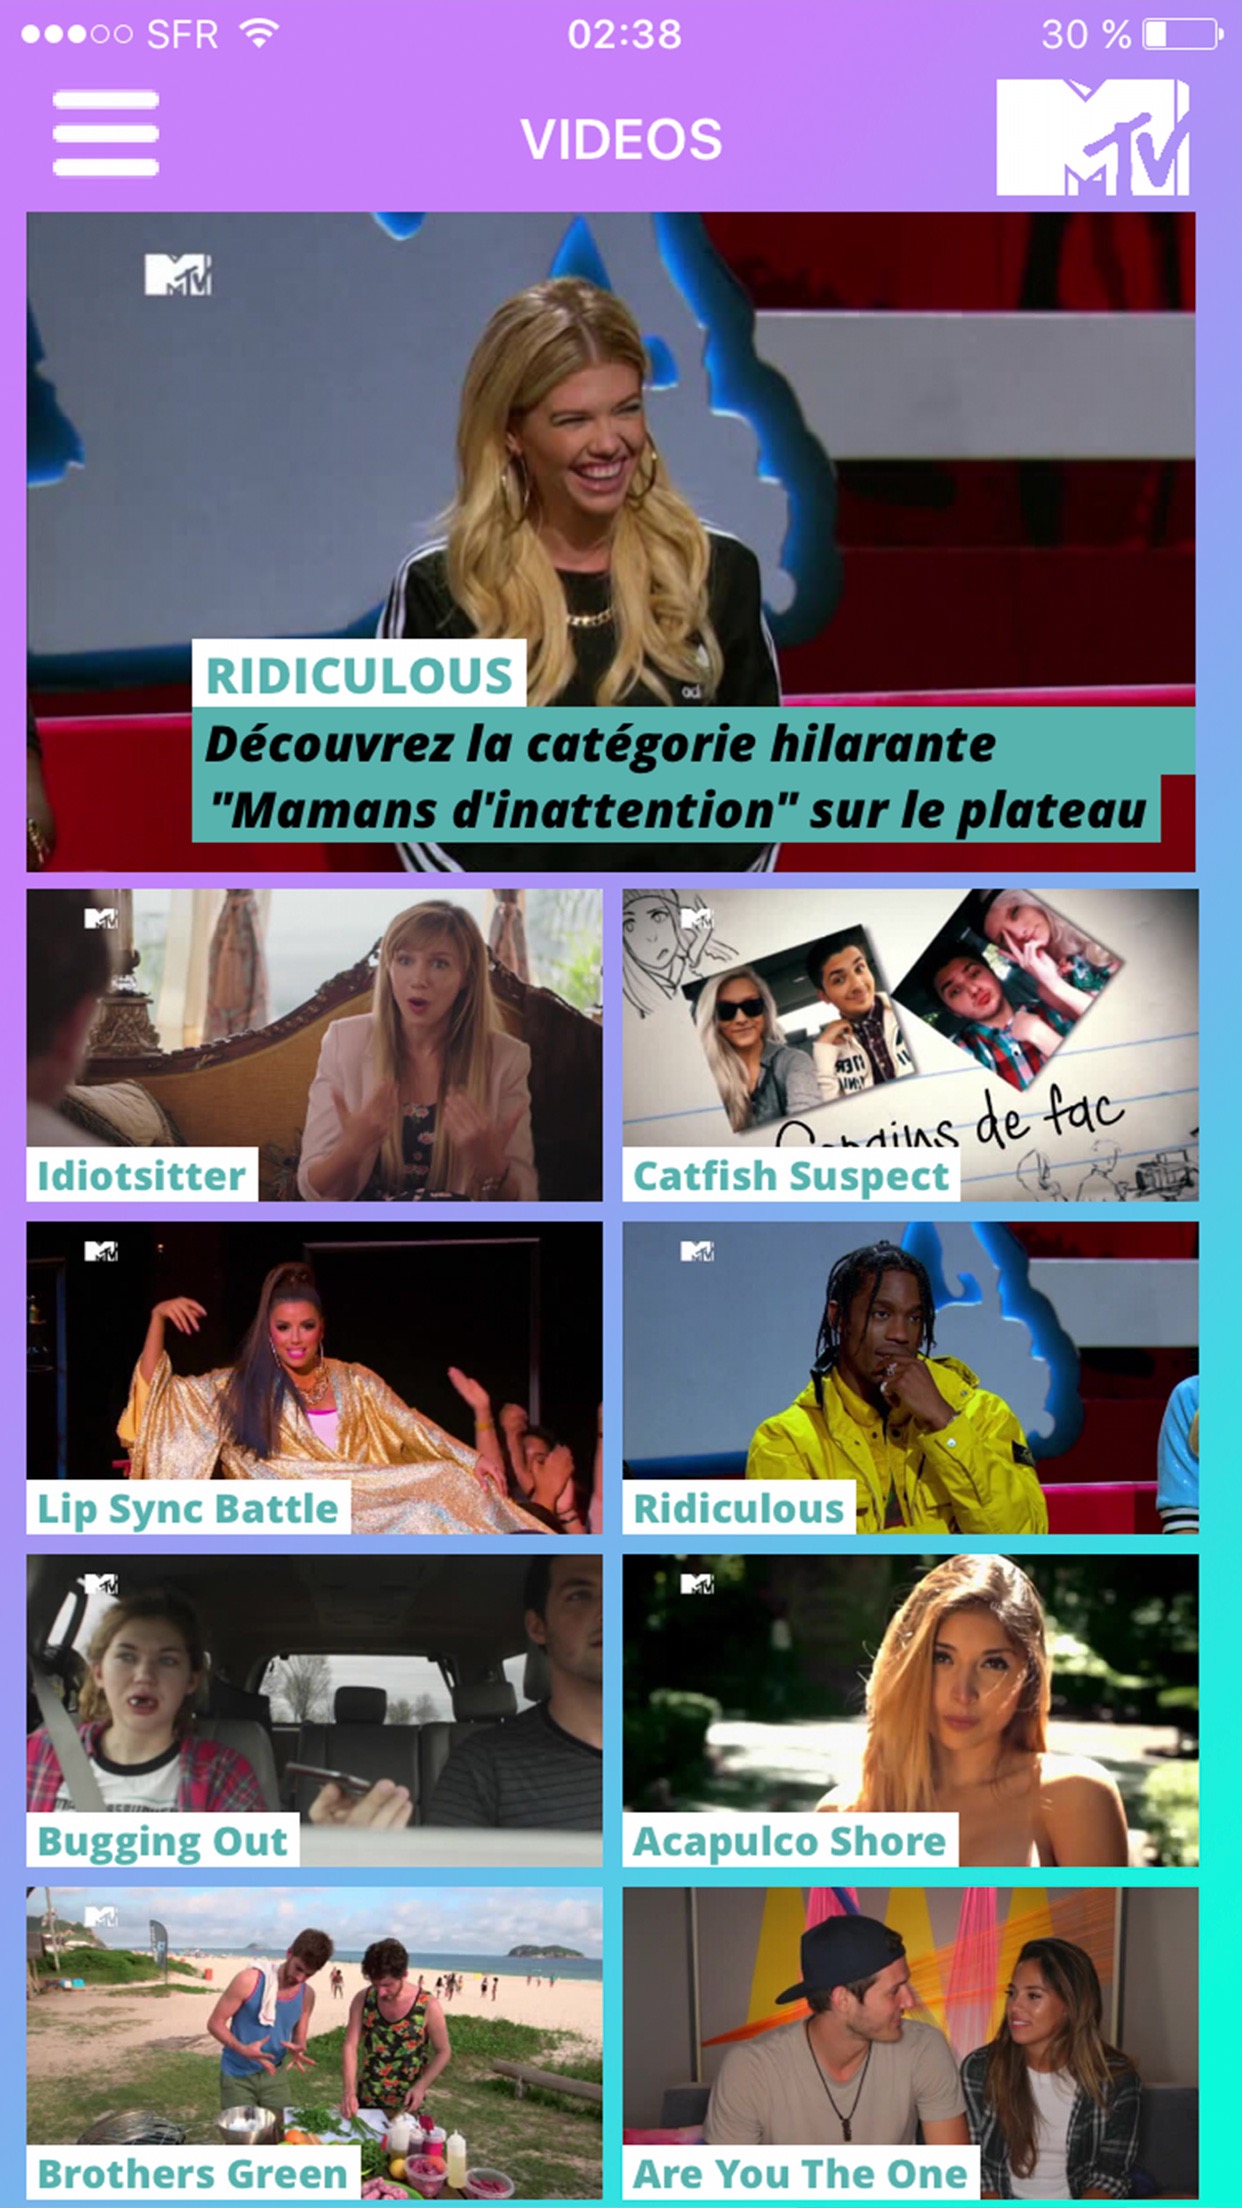 SFR 02:38 30 %
VIDEOS
MTV
MTV
RIDICULOUS
Découvrez la catégorie hilarante
"Mamans d'inattention" sur le plateau
MTV
MTV
adi
de fac
Idiotsitter
Catfish Suspect
MTV
MTV
Lip Sync Battle
Ridiculous
MTV
MTV
Bugging Out
Acapulco Shore
MTV
Brothers Green
Are You The One